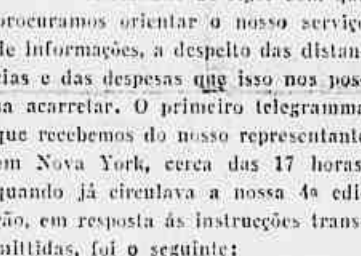 procuramos orientar o nosso serviço
de informações, a despeito das distan
cias e das despesas que isso nos pos
sa acarretar. O primeiro telegramma
que recebemos do nosso representante
em Nova York, cerca das 17 horas
quando já circulava a nossa 4ª edi
ção, em resposta ás instrucções trans
mittidas, foi o seguinte: